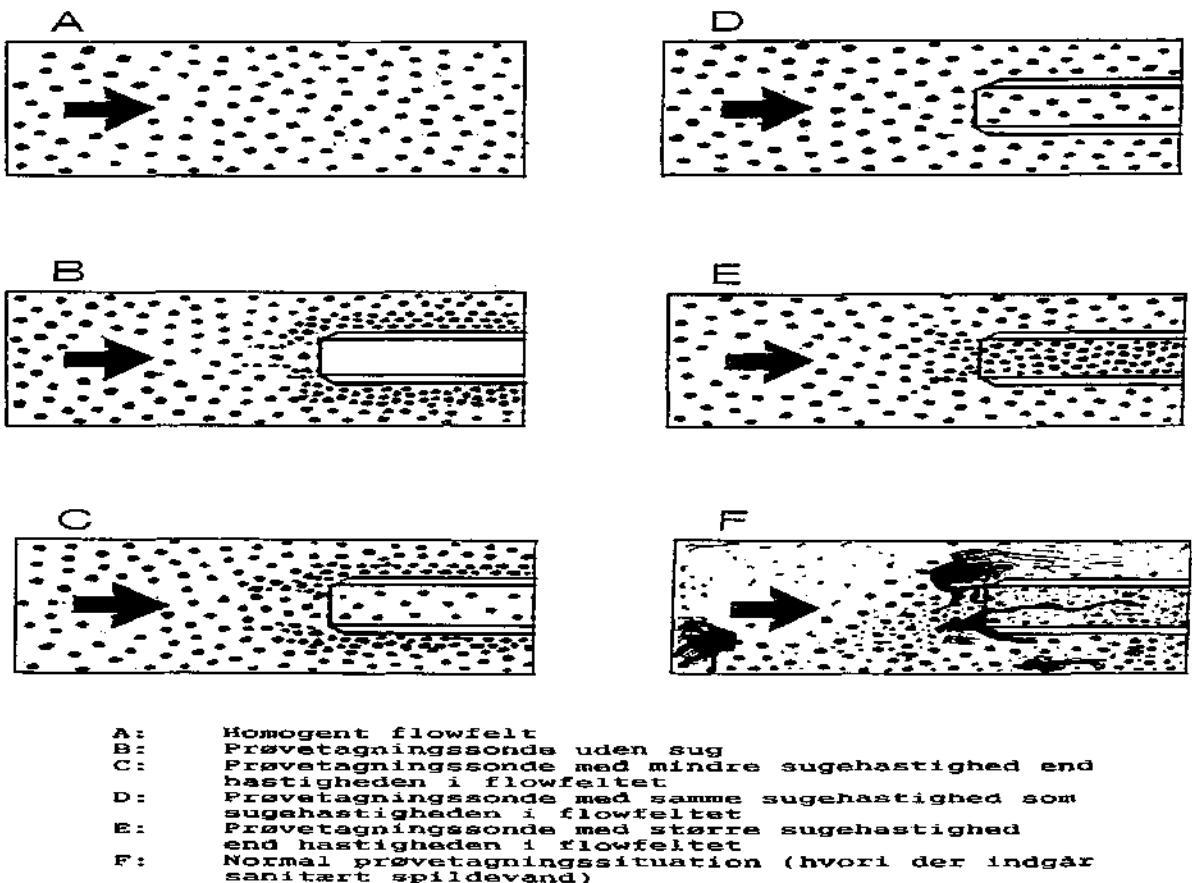 A
D
B
E
C
F
A: Homogent flowfelt
B: Prøvetagningssonde uden sug
C: Prøvetagningssonde med mindre sugehastighed end
hastigheden i flowfeltet
D: Prøvetagningssonde med samme sugehastighed som
sugehastigheden i flowfeltet
E: Prøvetagningssonde med større sugehastighed
end hastigheden i flowfeltet
F: Normal prøvetagningssituation (hvori der indgår
sanitært spildevand)